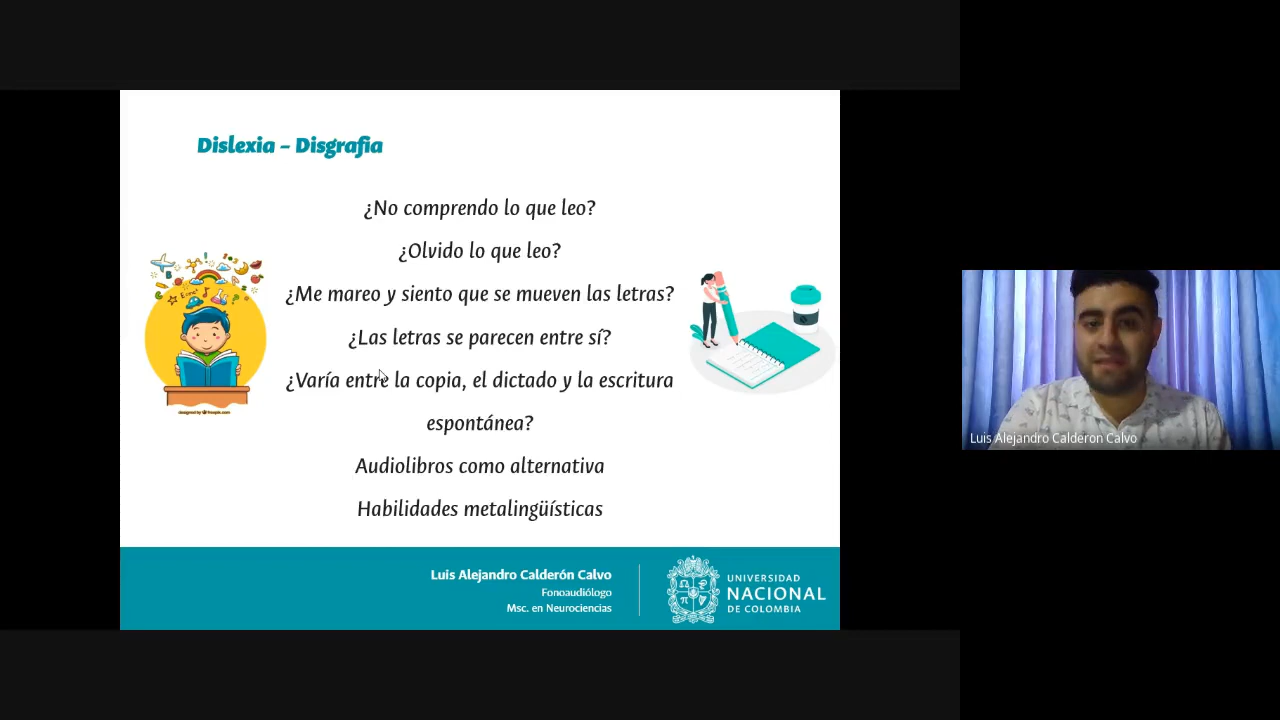 Dislexia – Disgrafia
¿No comprendo lo que leo?
¿Olvido lo que leo?
¿Me mareo y siento que se mueven las letras?
¿Las letras se parecen entre sí?
¿Varía entre la copia, el dictado y la escritura
espontánea?
Audiolibros como alternativa
Habilidades metalingüísticas
Luis Alejandro Calderón Calvo
Fonoaudiólogo
Msc. en Neurociencias
UNIVERSIDAD
NACIONAL
DE COLOMBIA
Luis Alejandro Calderon Calvo